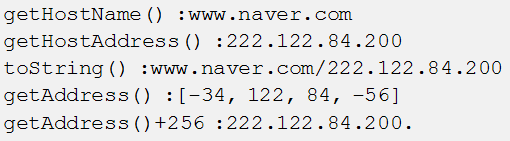 getHostName() :www.naver.com
getHostAddress() :222.122.84.200
toString() :www.naver.com/222.122.84.200
getAddress() :[-34, 122, 84, -56]
getAddress()+256 :222.122.84.200.